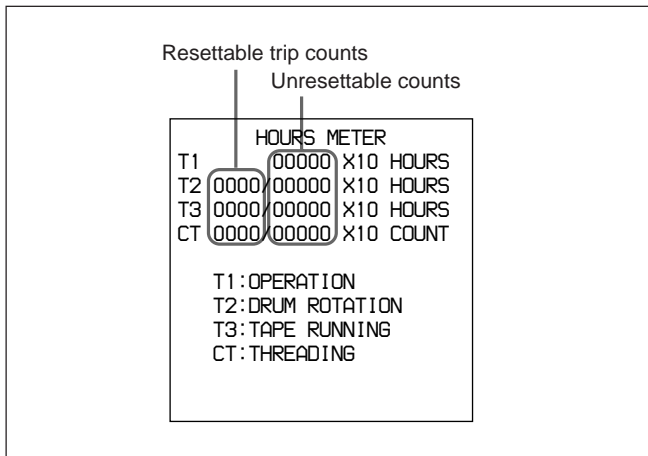 Resettable trip counts
Unresettable counts
HOURS METER
T1 00000 X10 HOURS
T2 0000/00000 X10 HOURS
T3 0000/00000 X10 HOURS
CT 0000/00000 X10 COUNT
T1:OPERATION
T2:DRUM ROTATION
T3:TAPE RUNNING
CT:THREADING